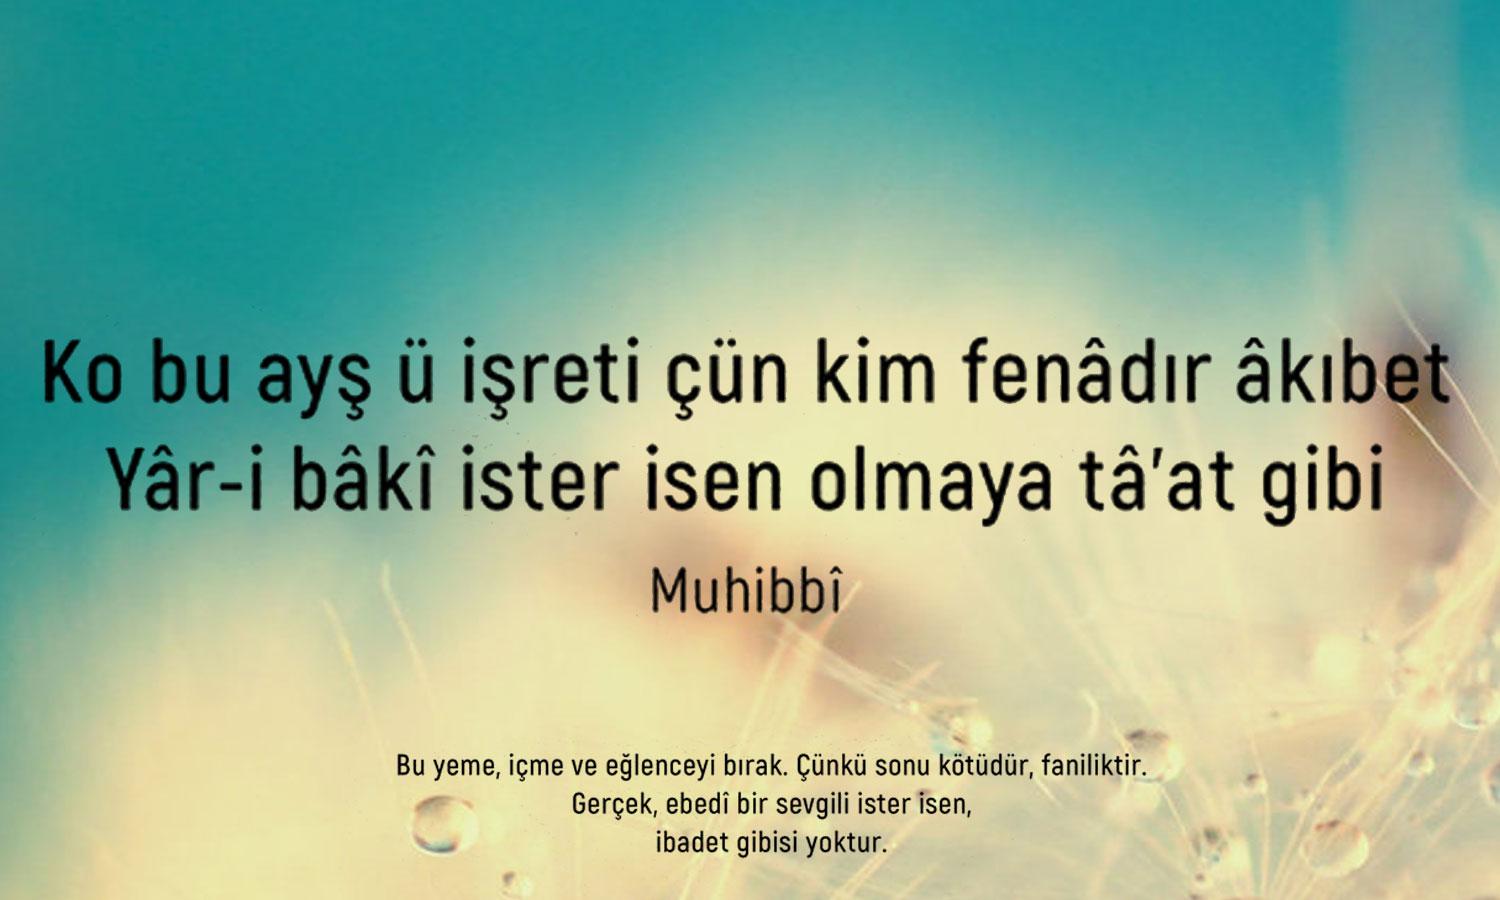 Ko bu ayş ü işreti çün kim fenâdır âkıbet
Yâr-i bâkî ister isen olmaya tâ’at gibi
Muhibbî
Bu yeme, içme ve eğlenceyi bırak. Çünkü sonu kötüdür, faniliktir.
Gerçek, ebedî bir sevgili ister isen,
ibadet gibisi yoktur.